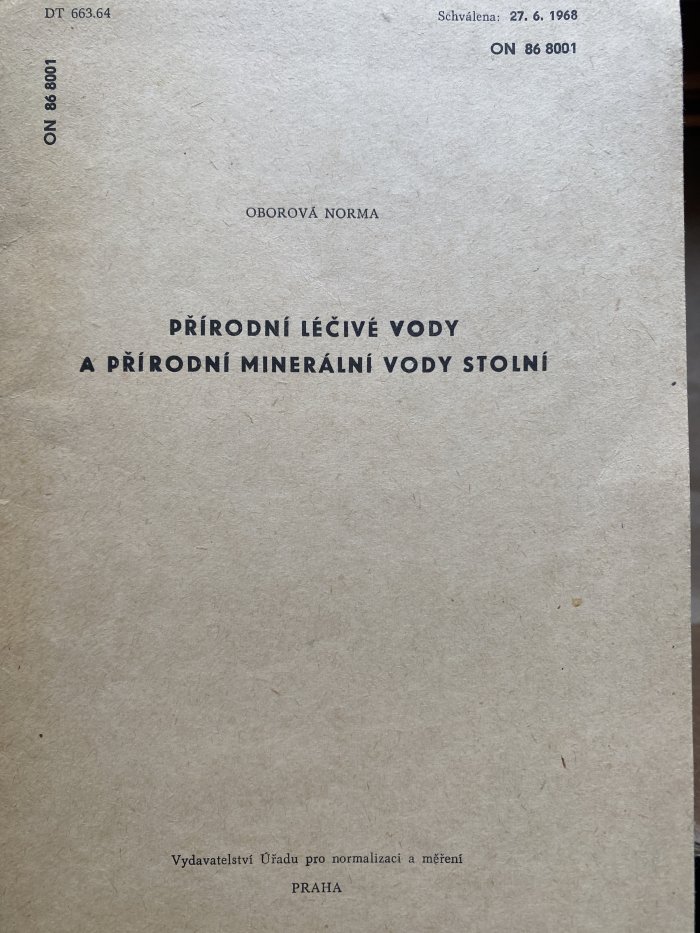 DT 663.64
Schválena: 27. 6. 1968
ON 86 8001
ON 86 8001
OBOROVÁ NORMA
PŘÍRODNÍ LÉČIVÉ VODY
A PŘÍRODNÍ MINERÁLNÍ VODY STOLNÍ
Vydavatelství Úřadu pro normalizaci a měření
PRAHA